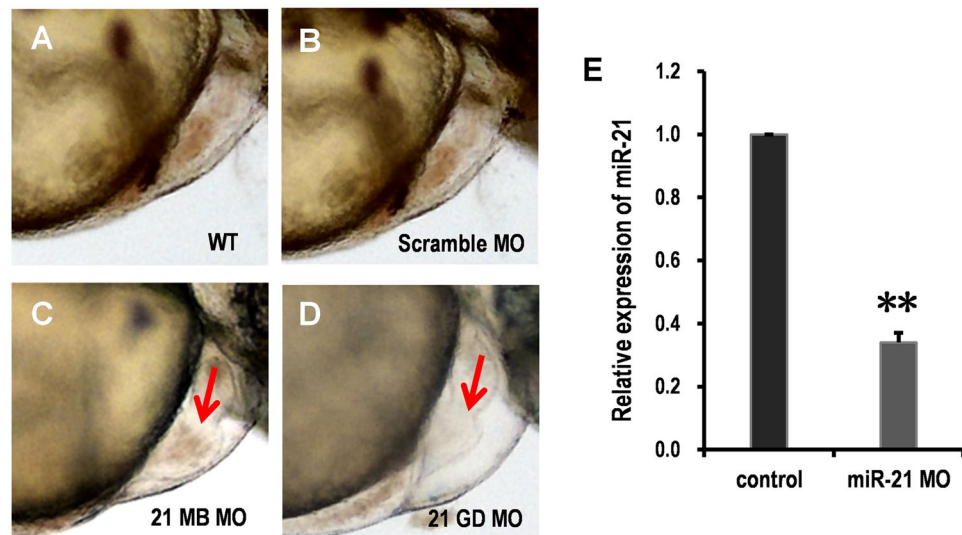 A
WT
B
Scramble MO
C
21 MB MO
D
21 GD MO
E
Relative expression of miR-21
1.2
1.0
0.8
0.6
0.4
0.2
0.0
**
control
miR-21 MO